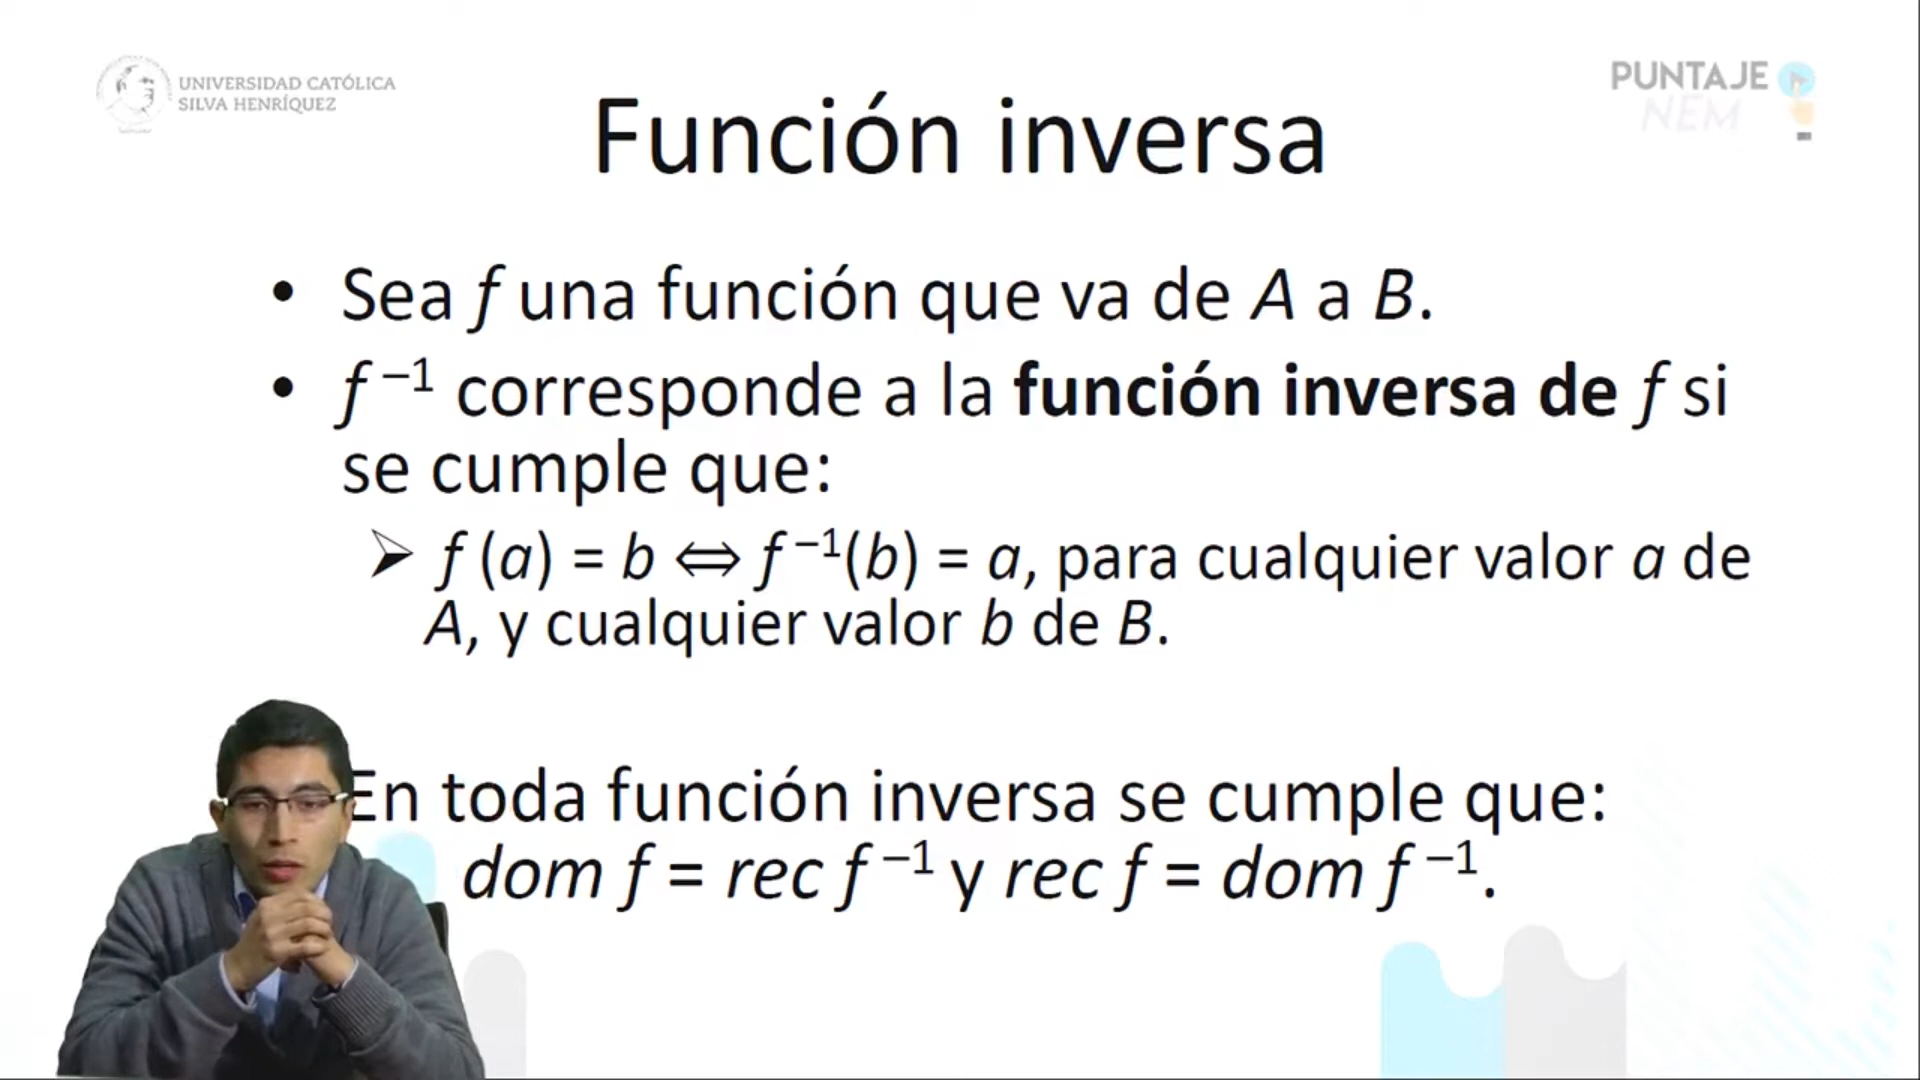 UNIVERSIDAD CATÓLICA
SILVA HENRÍQUEZ
PUNTAJE
NEM
Función inversa
• Sea f una función que va de A a B.
• f⁻¹ corresponde a la función inversa de f si
se cumple que:
➢ f (a) = b ⇔ f⁻¹(b) = a, para cualquier valor a de
A, y cualquier valor b de B.
En toda función inversa se cumple que:
dom f = rec f⁻¹ y rec f = dom f⁻¹.